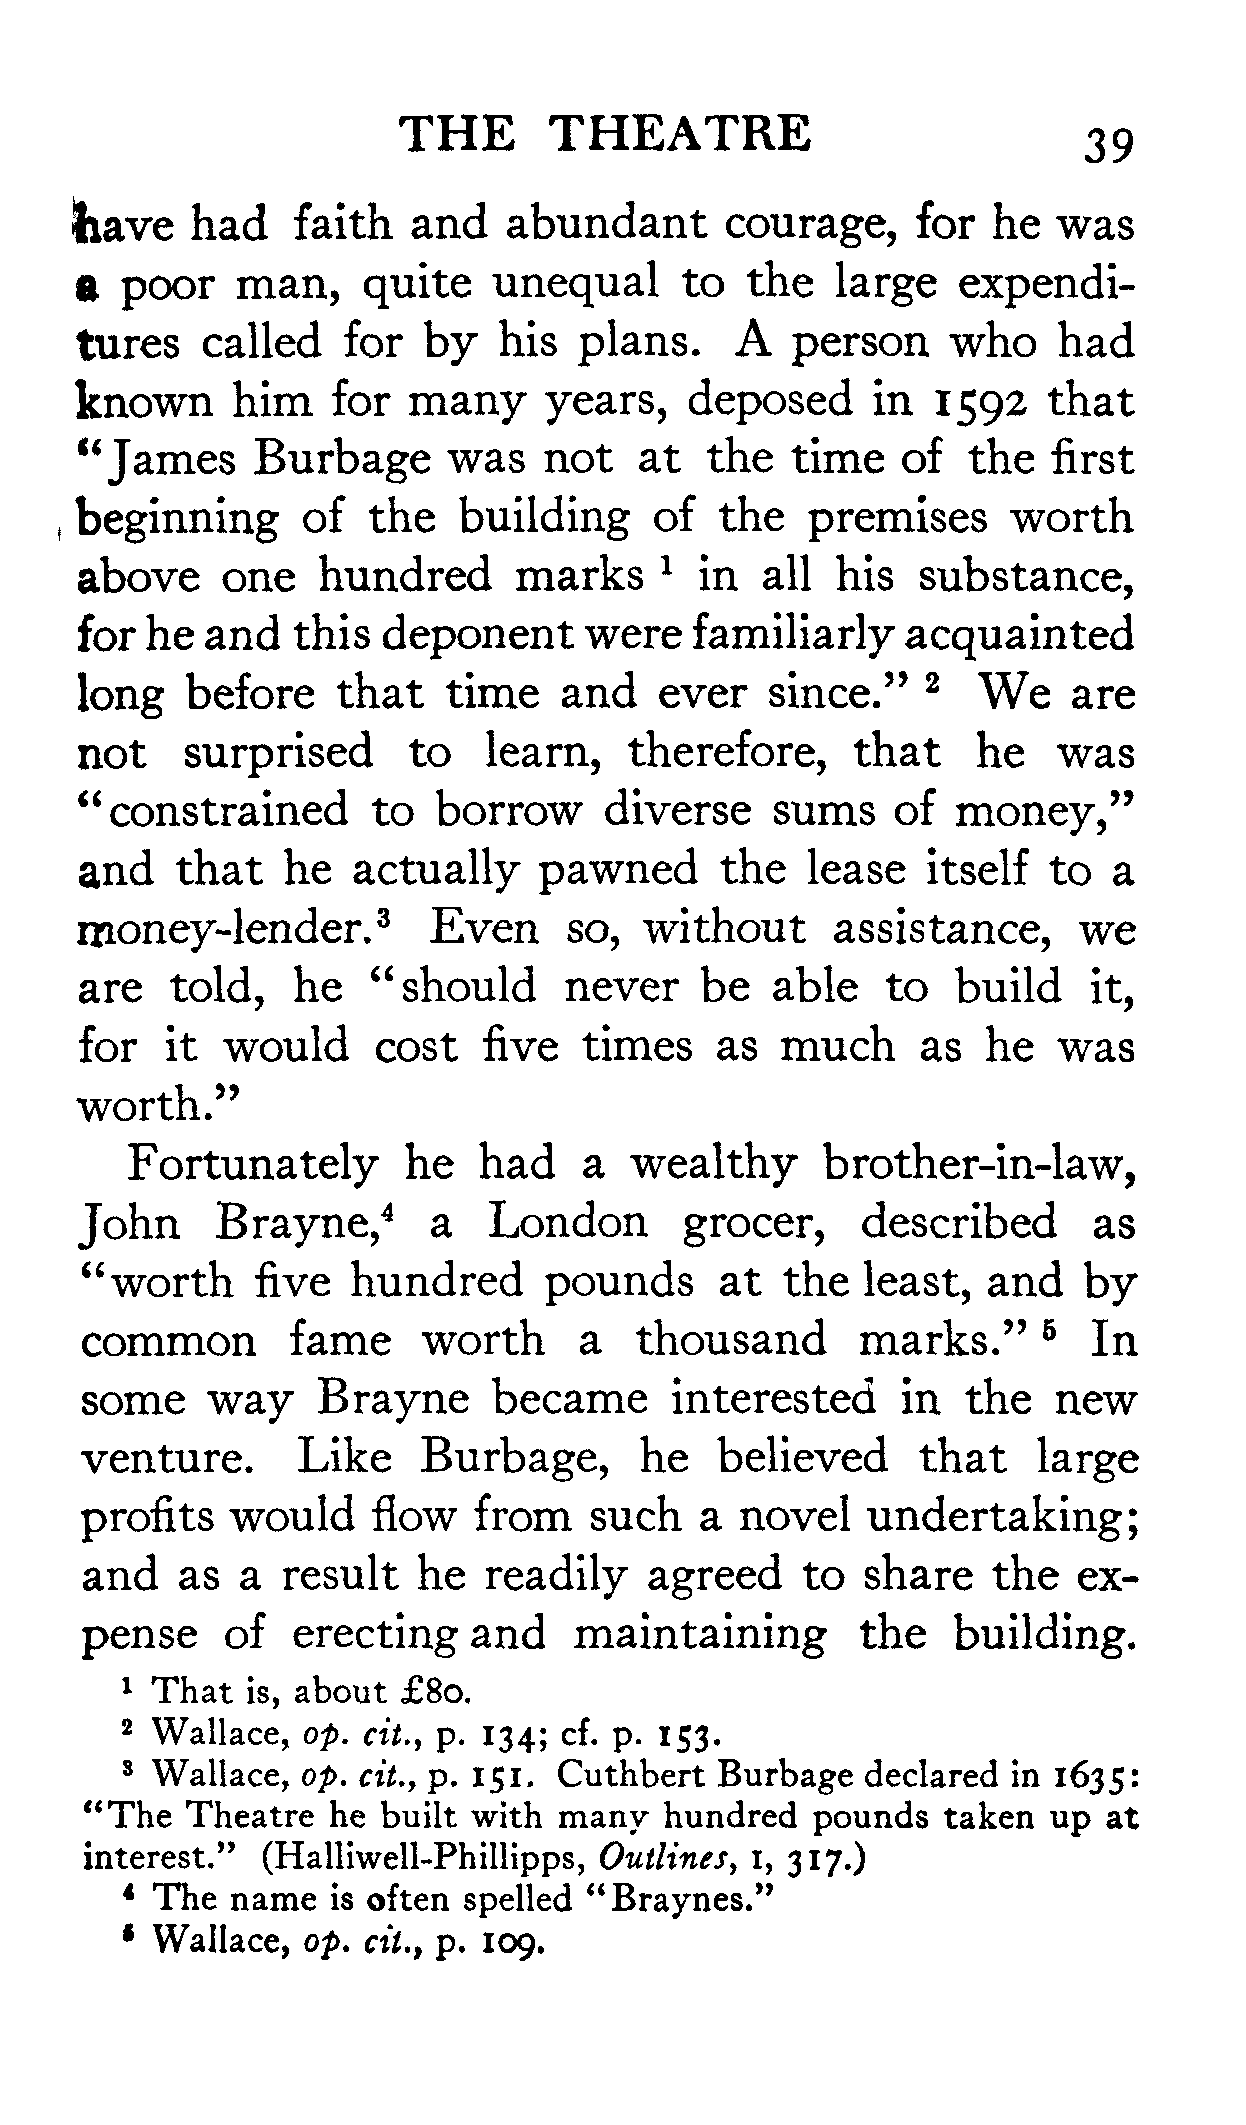 THE THEATRE 39
have had faith and abundant courage, for he was
a poor man, quite unequal to the large expendi-
tures called for by his plans. A person who had
known him for many years, deposed in 1592 that
“James Burbage was not at the time of the first
beginning of the building of the premises worth
above one hundred marks ¹ in all his substance,
for he and this deponent were familiarly acquainted
long before that time and ever since.” ² We are
not surprised to learn, therefore, that he was
“constrained to borrow diverse sums of money,”
and that he actually pawned the lease itself to a
money-lender.³ Even so, without assistance, we
are told, he “should never be able to build it,
for it would cost five times as much as he was
worth.”
Fortunately he had a wealthy brother-in-law,
John Brayne,⁴ a London grocer, described as
“worth five hundred pounds at the least, and by
common fame worth a thousand marks.” ⁵ In
some way Brayne became interested in the new
venture. Like Burbage, he believed that large
profits would flow from such a novel undertaking;
and as a result he readily agreed to share the ex-
pense of erecting and maintaining the building.
¹ That is, about £80.
² Wallace, op. cit., p. 134; cf. p. 153.
³ Wallace, op. cit., p. 151. Cuthbert Burbage declared in 1635:
“The Theatre he built with many hundred pounds taken up at
interest.” (Halliwell-Phillipps, Outlines, I, 317.)
⁴ The name is often spelled “Braynes.”
⁵ Wallace, op. cit., p. 109.